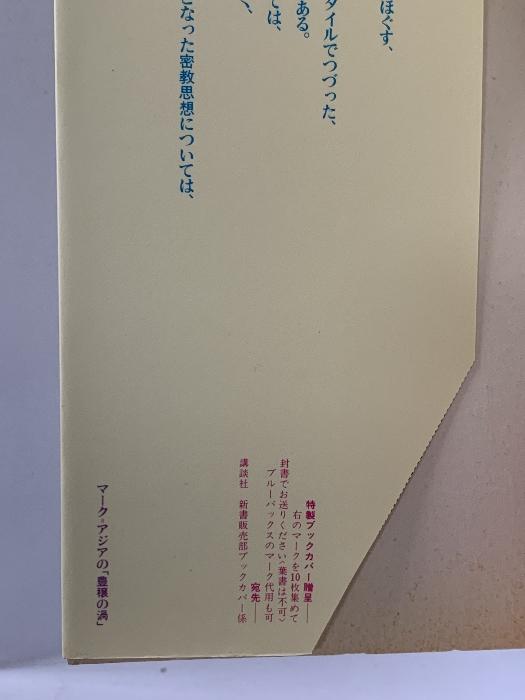 ほぐす、
タイルでつづった、
ある。
ては、
く、
となった密教思想については、
特製ブックカバー贈呈——
右のマークを10枚集めて
封書でお送りください〈葉書は不可〉
ブルーバックスのマーク代用も可
宛先——
講談社 新書販売部ブックカバー係
マーク＝アジアの「豊穣の渦」